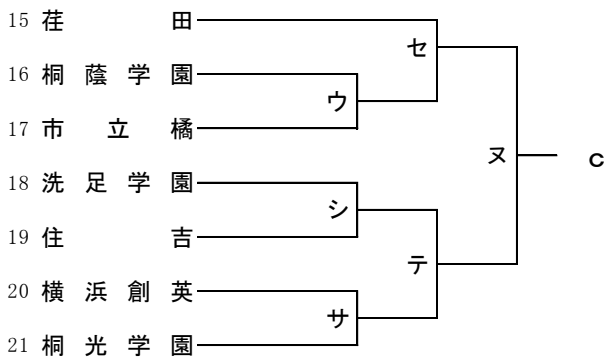 15 荏田
セ
16 桐蔭学園
ウ
17 市立橘
ヌ C
18 洗足学園
シ
19 住吉
テ
20 横浜創英
サ
21 桐光学園